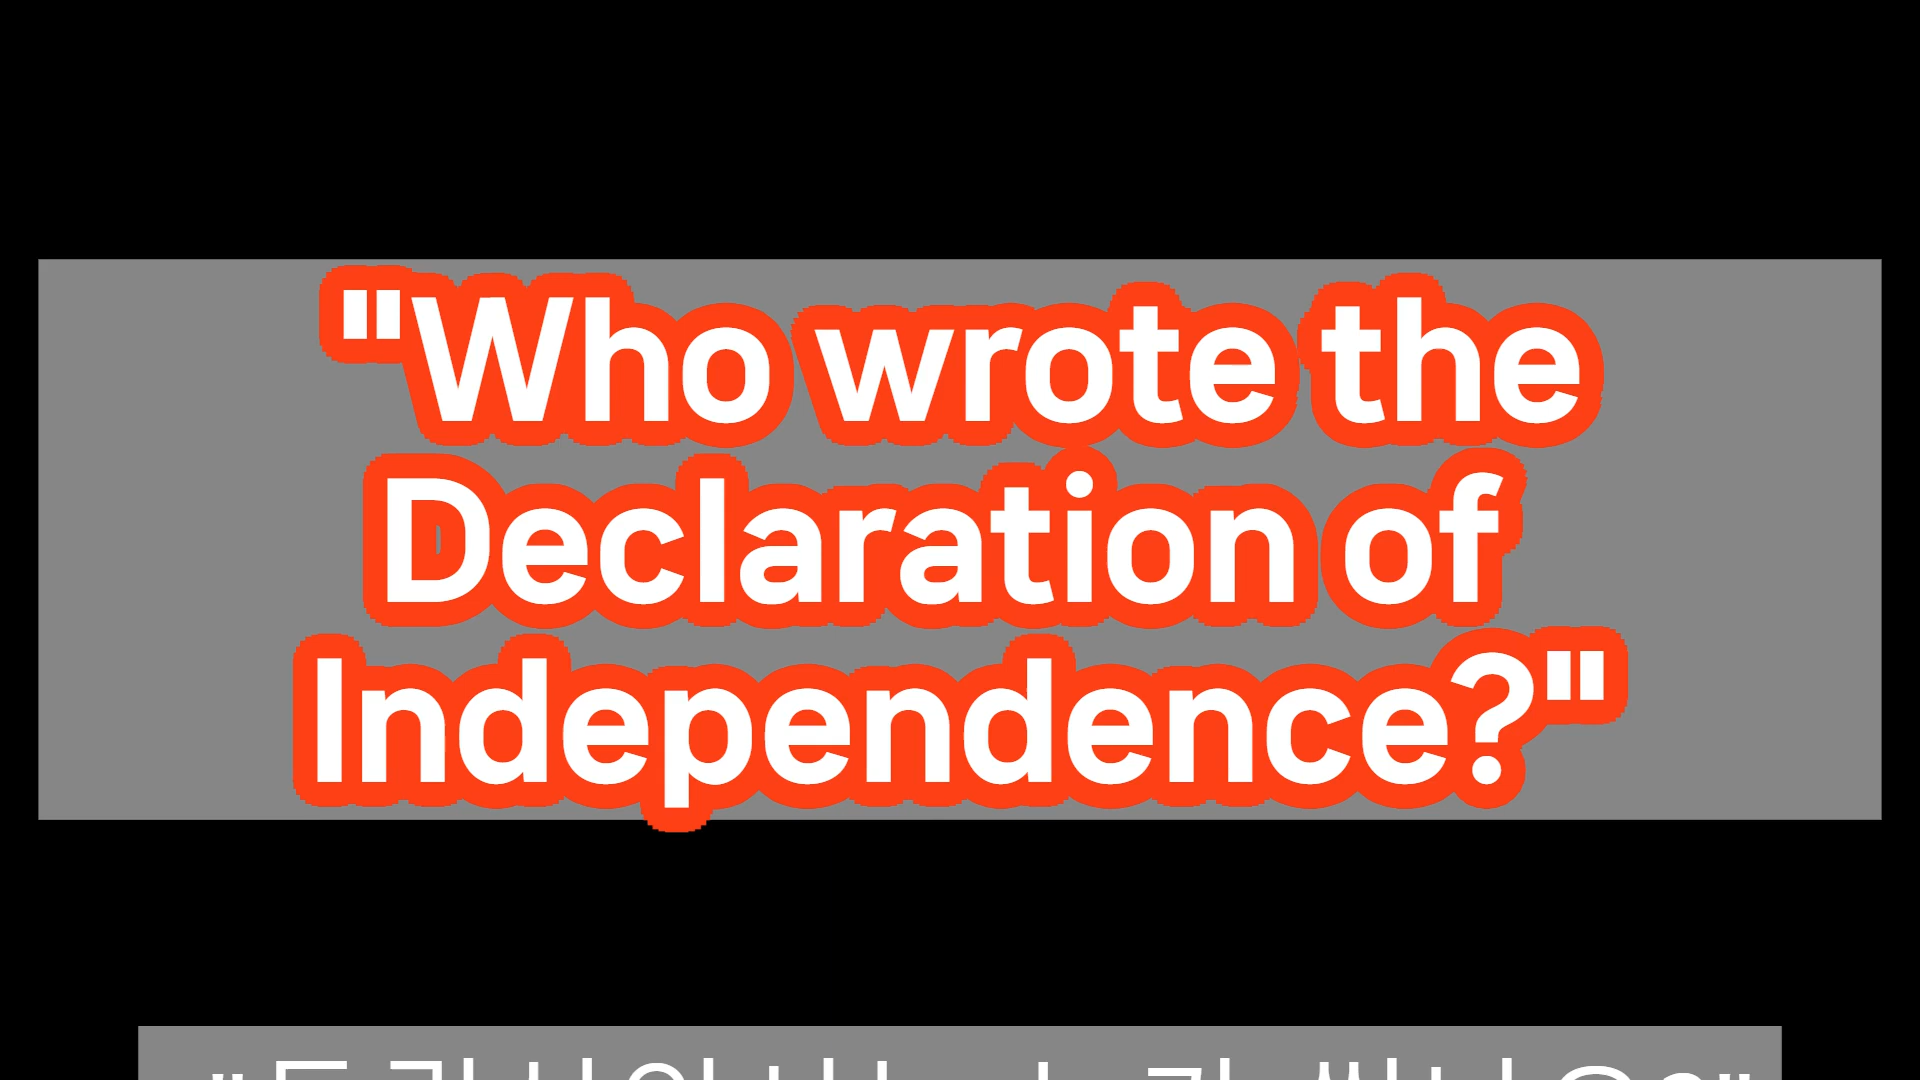 "Who wrote the
Declaration of
Independence?"